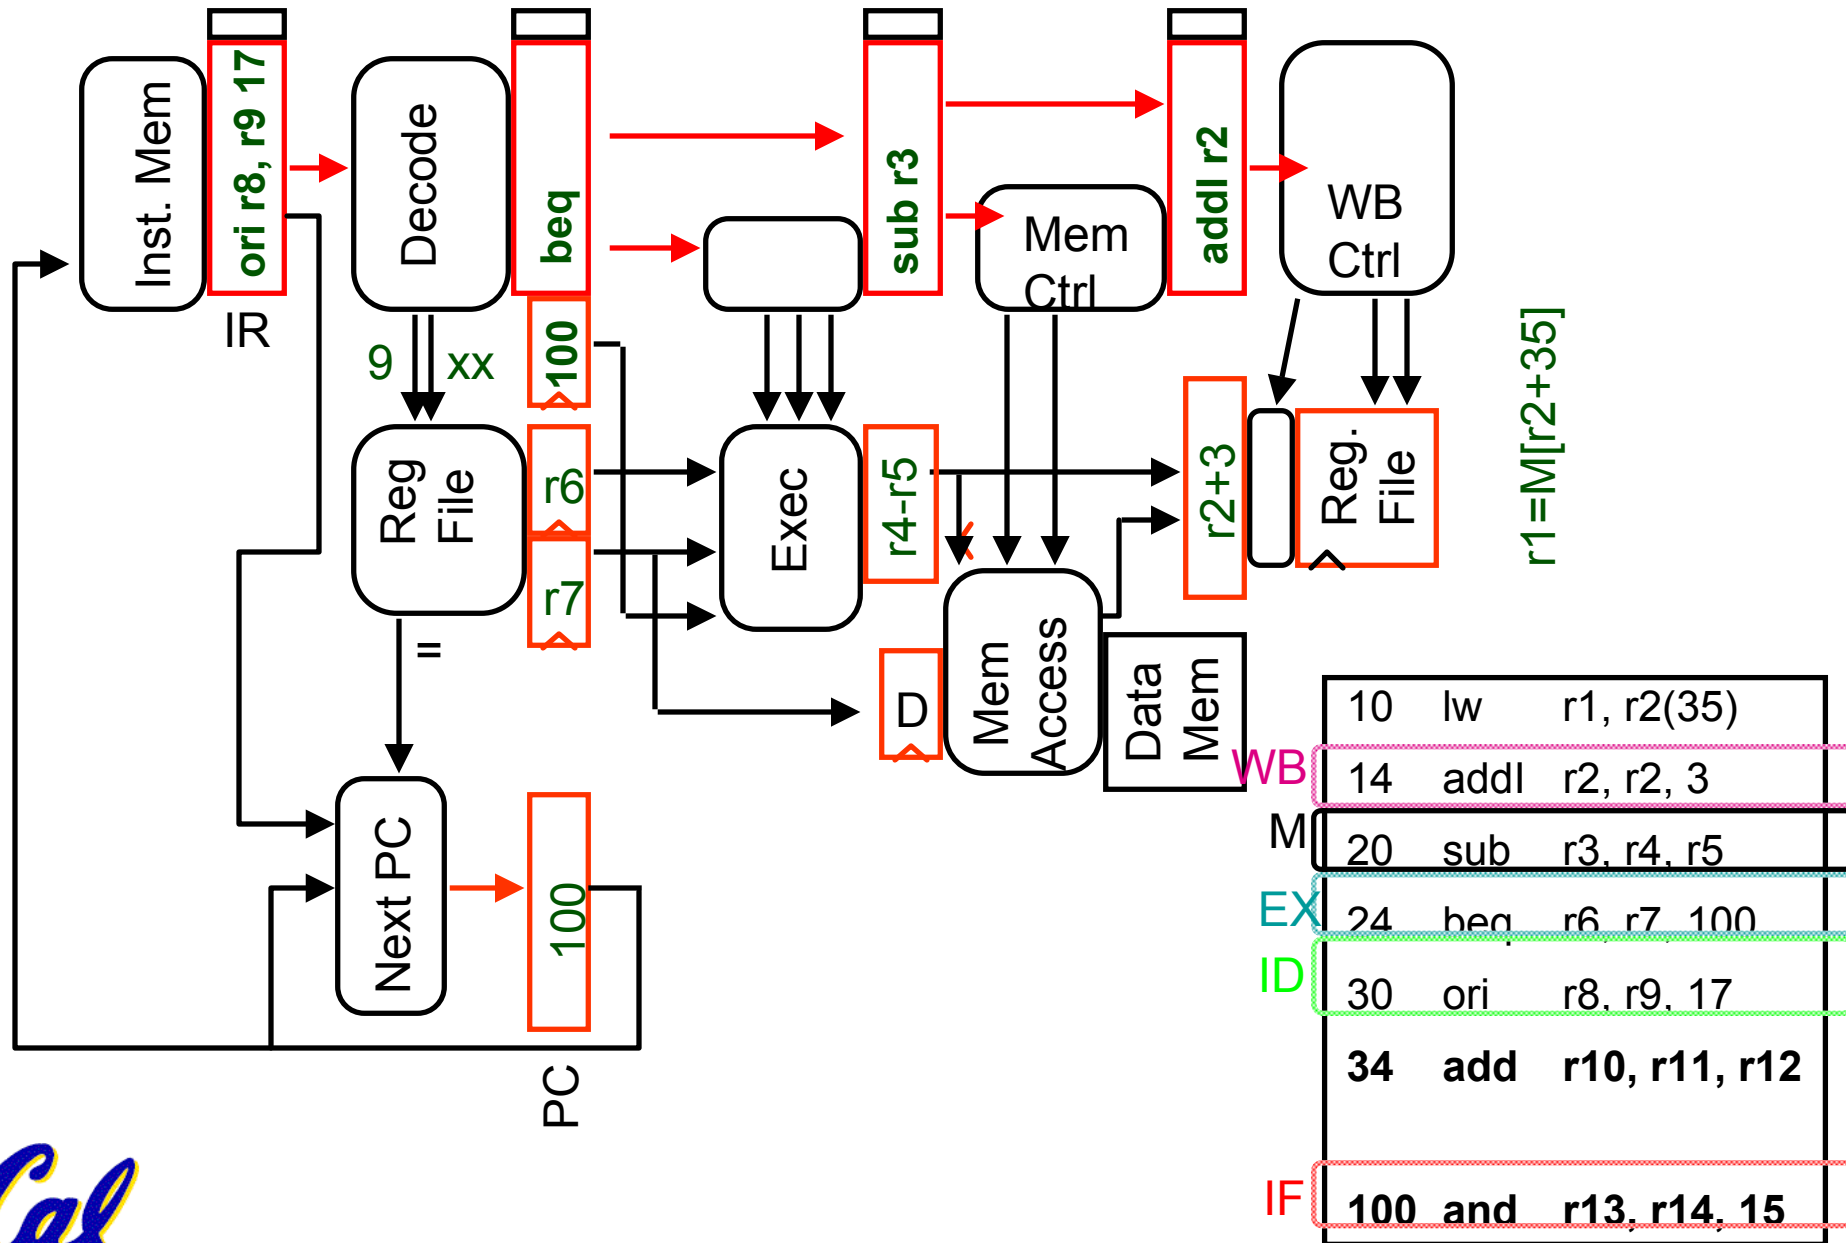 Inst. Mem
ori r8, r9 17
IR
Decode
beq
100
9
xx
Reg
File
r6
r7
=
Next PC
100
PC
Exec
sub r3
r4-r5
Mem
Ctrl
D
Mem
Access
Data
Mem
addI r2
r2+3
WB
Ctrl
Reg.
File
r1=M[r2+35]
10 lw r1, r2(35)
WB 14 addI r2, r2, 3
M 20 sub r3, r4, r5
EX 24 beq r6, r7, 100
ID 30 ori r8, r9, 17
34 add r10, r11, r12
IF 100 and r13, r14, 15
Cal